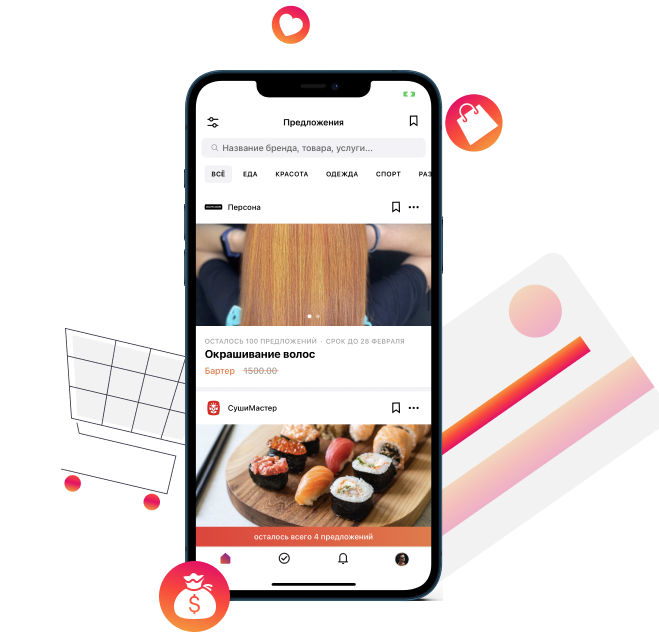 Предложения
Название бренда, товара, услуги...
ВСЁ ЕДА КРАСОТА ОДЕЖДА СПОРТ РАЗ
Персона
ОСТАЛОСЬ 100 ПРЕДЛОЖЕНИЙ · СРОК ДО 28 ФЕВРАЛЯ
Окрашивание волос
Бартер 1500.00
СушиМастер
осталось всего 4 предложений
$